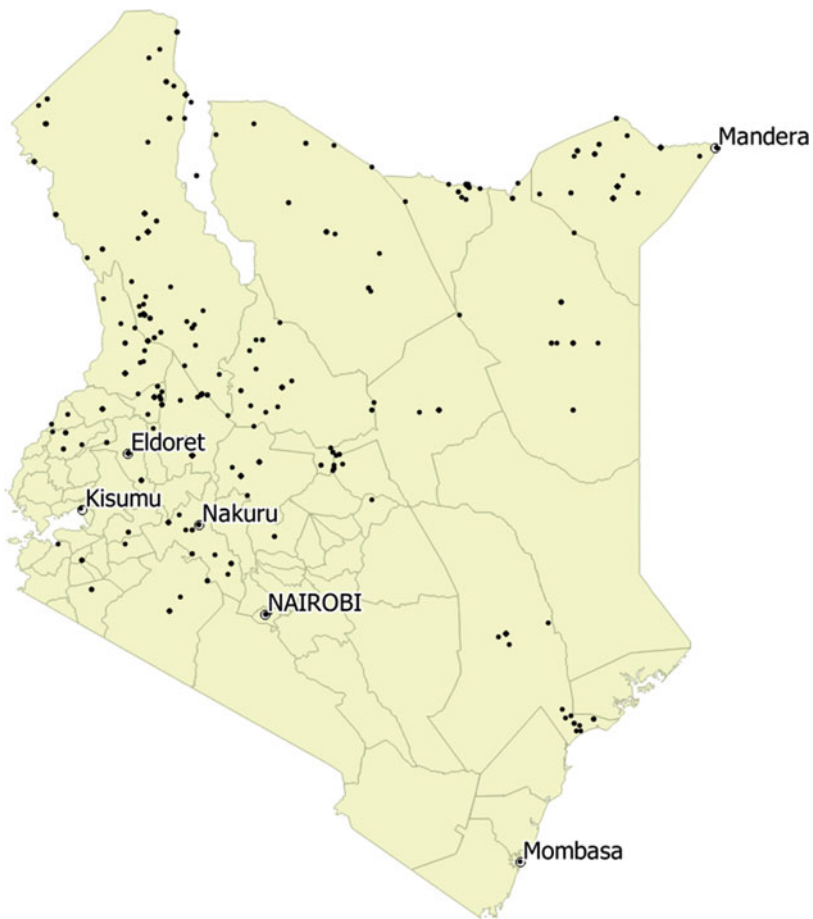 Mandera
Eldoret
Kisumu
Nakuru
NAIROBI
Mombasa